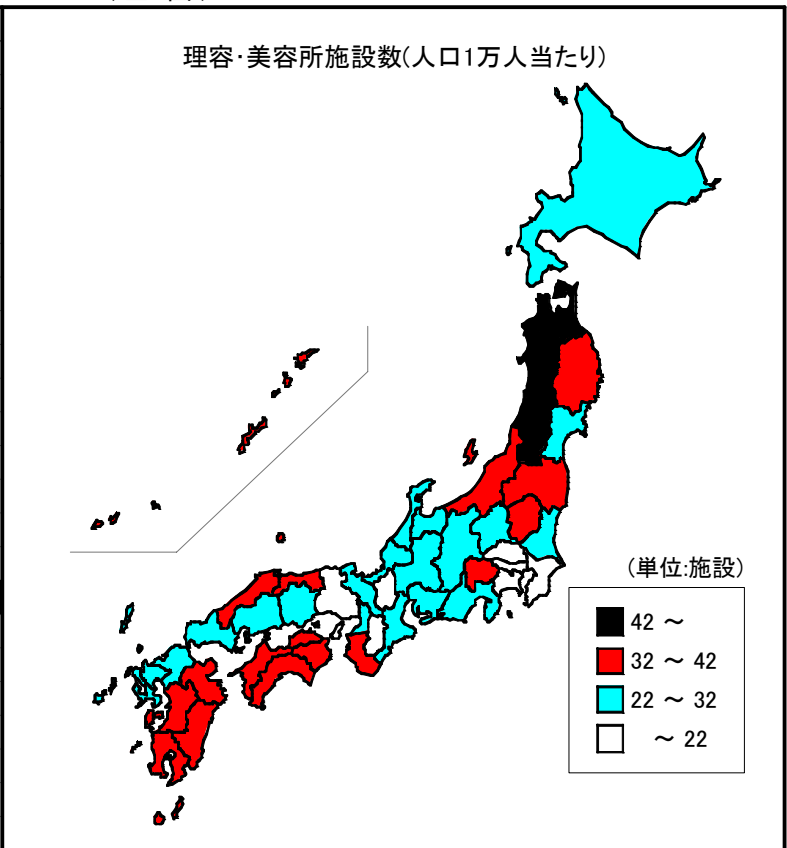 理容･美容所施設数(人口1万人当たり)
(単位:施設)
42 ～
32 ～ 42
22 ～ 32
～ 22